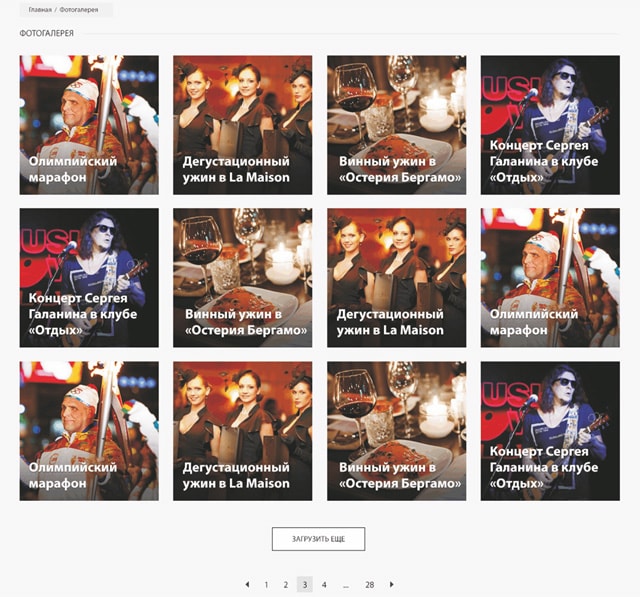 Главная / Фотогалерея
ФОТОГАЛЕРЕЯ
Олимпийский
марафон
Дегустационный
ужин в La Maison
Винный ужин в
«Остерия Бергамо»
Концерт Сергея
Галанина в клубе
«Отдых»
Концерт Сергея
Галанина в клубе
«Отдых»
Винный ужин в
«Остерия Бергамо»
Дегустационный
ужин в La Maison
Олимпийский
марафон
Олимпийский
марафон
Дегустационный
ужин в La Maison
Винный ужин в
«Остерия Бергамо»
Концерт Сергея
Галанина в клубе
«Отдых»
ЗАГРУЗИТЬ ЕЩЕ
1 2 3 4 ... 28